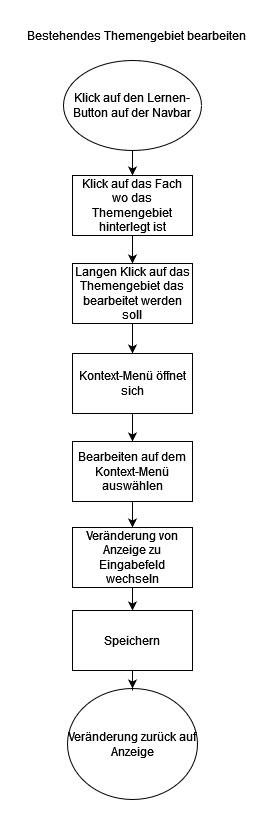 Bestehendes Themengebiet bearbeiten
Klick auf den Lernen-
Button auf der Navbar
Klick auf das Fach
wo das
Themengebiet
hinterlegt ist
Langen Klick auf das
Themengebiet das
bearbeitet werden
soll
Kontext-Menü öffnet
sich
Bearbeiten auf dem
Kontext-Menü
auswählen
Veränderung von
Anzeige zu
Eingabefeld
wechseln
Speichern
Veränderung zurück auf
Anzeige